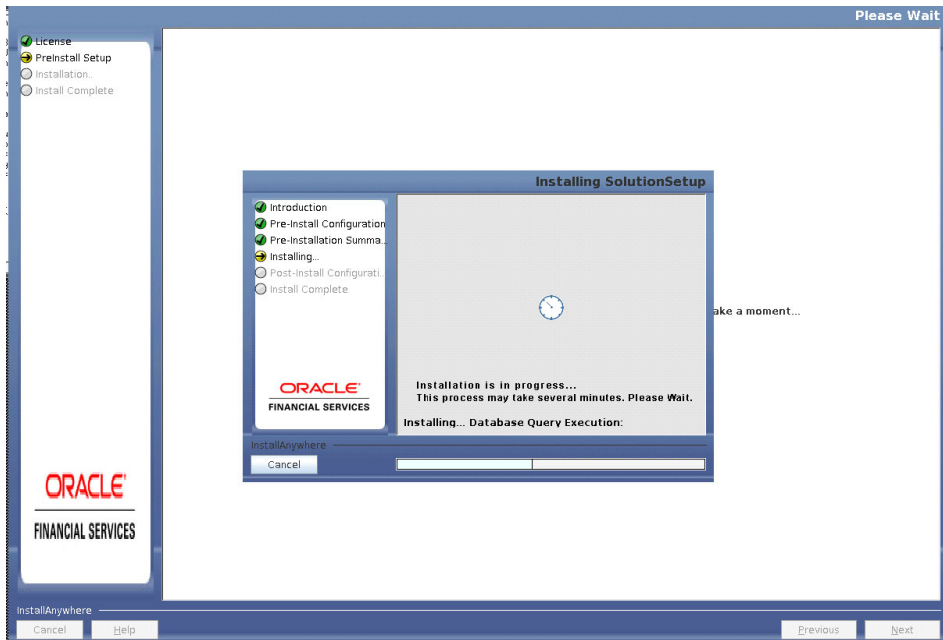 Please Wait
License
PreInstall Setup
Installation..
Install Complete
Installing SolutionSetup
Introduction
Pre-Install Configuration
Pre-Installation Summa..
Installing...
Post-Install Configurati..
Install Complete
ake a moment...
Installation is in progress...
This process may take several minutes. Please Wait.
ORACLE
FINANCIAL SERVICES
Installing... Database Query Execution:
InstallAnywhere
Cancel
ORACLE
FINANCIAL SERVICES
InstallAnywhere
Cancel
Help
Previous
Next